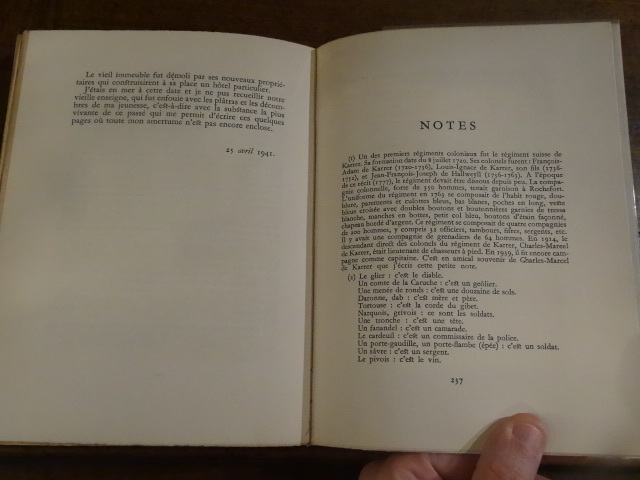 Le vieil immeuble fut démoli par ses nouveaux proprié-
taires qui construisirent à sa place un hôtel particulier.
J'étais en mer à cette date et je ne pus recueillir notre
vieille enseigne, qui fut enfouie avec les plâtras et les décom-
bres de ma jeunesse, c'est-à-dire avec la substance la plus
vivante de ce passé qui me permit d'écrire ces quelques
pages où toute mon amertume n'est pas encore enclose.
25 avril 1941.
NOTES
(1) Un des premiers régiments coloniaux fut le régiment suisse de
Karrer. Sa formation date du 8 juillet 1720. Ses colonels furent : François-
Adam de Karrer (1720-1736), Louis-Ignace de Karrer, son fils (1736-
1752), et Jean-François-Joseph de Hallwyll (1756-1763). A l'époque
de ce récit (1777), le régiment devait être dissous depuis peu. La compa-
gnie colonelle, forte de 350 hommes, tenait garnison à Rochefort.
L'uniforme du régiment en 1763 se composait de l'habit rouge, dou-
blure, parements et culottes bleus, bas blancs, poches en long, veste
bleue croisée avec doubles boutons et boutonnières garnies de tresse
blanche, manches en bottes, petit col bleu, boutons d'étain façonné,
chapeau bordé d'argent. Ce régiment se composait de quatre compagnies
de 200 hommes, y compris 32 officiers, tambours, fifres, sergents, etc.
Il y avait une compagnie de grenadiers de 64 hommes. En 1914, le
descendant direct des colonels du régiment de Karrer, Charles-Marcel
de Karrer, était lieutenant de chasseurs à pied. En 1939, il fit encore cam-
pagne comme capitaine. C'est en amical souvenir de Charles-Marcel
de Karrer que j'écris cette petite note.
(2) Le glier : c'est le diable.
Un comte de la Caruche : c'est un geôlier.
Une menée de ronds : c'est une douzaine de sols.
Daronne, dab : c'est mère et père.
Tortouse : c'est la corde du gibet.
Narquois, grivois : ce sont les soldats.
Une tronche : c'est une tête.
Un fanandel : c'est un camarade.
Le cardeuil : c'est un commissaire de la police.
Un porte-gaudille, un porte-flambe (épée) : c'est un soldat.
Un sâvre : c'est un sergent.
Le pivois : c'est le vin.
237